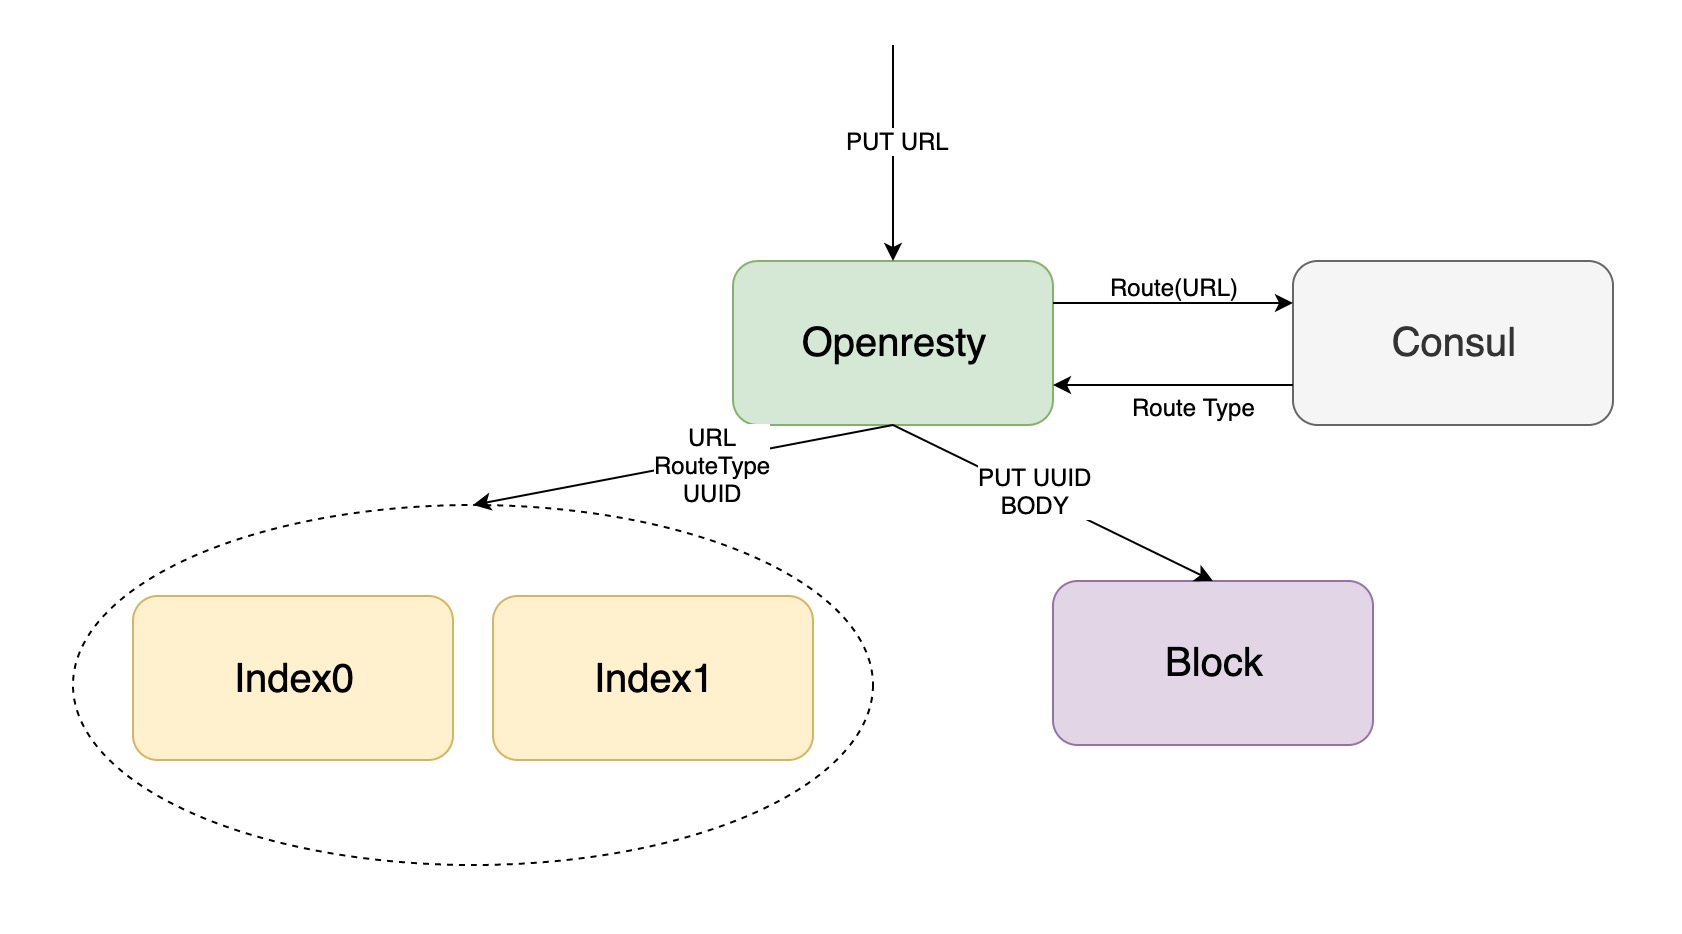 PUT URL
Openresty
Route(URL)
Consul
Route Type
URL
RouteType
UUID
PUT UUID
BODY
Index0
Index1
Block